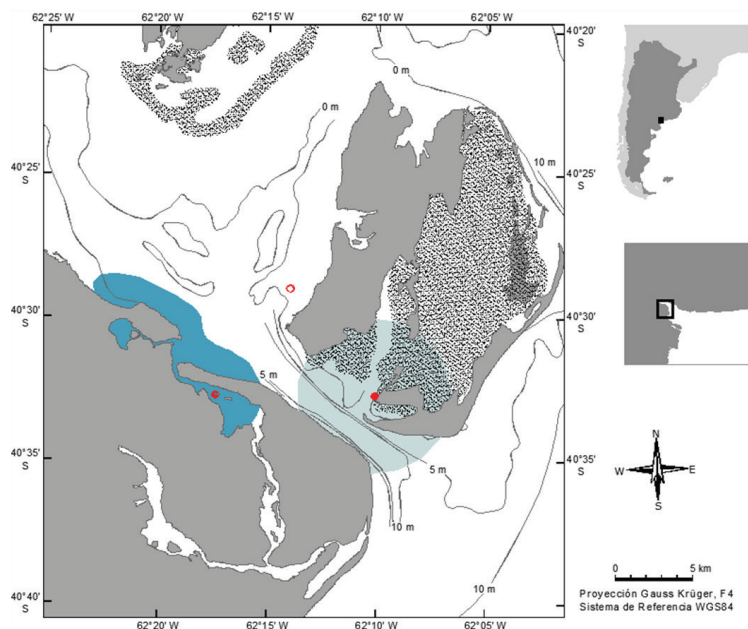 62°20' W 62°15' W 62°10' W 62°05' W
40°20'
S
0 m
0 m
10 m
40°25'
S
40°25'
S
40°30'
S
40°30'
S
5 m
5 m
40°35'
S
40°35'
S
10 m
10 m
40°40'
S
62°20' W 62°15' W 62°10' W 62°05' W
N
W E
S
0 5 km
Proyección Gauss Krüger, F4
Sistema de Referencia WGS84